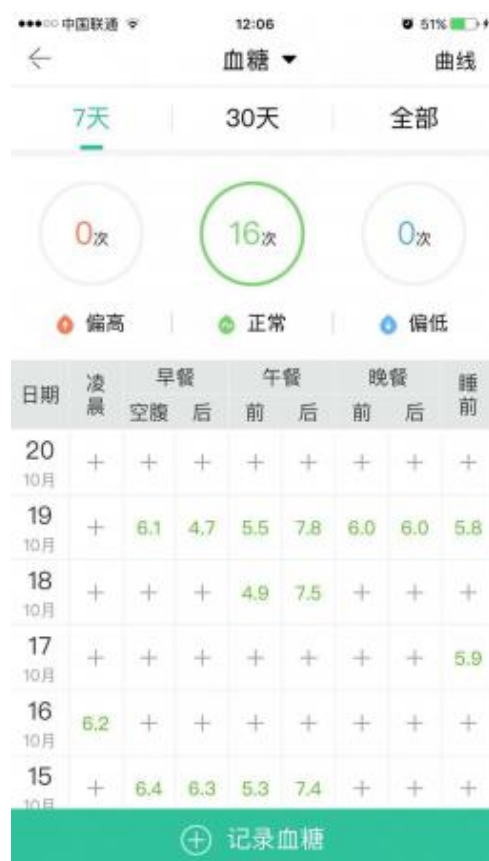 中国联通 12:06 51%
血糖 曲线
7天 30天 全部
0次 16次 0次
偏高 正常 偏低
日期 凌晨 早餐 午餐 晚餐 睡前
空腹 后 前 后 前 后
20 + + + + + + + +
10月
19 + 6.1 4.7 5.5 7.8 6.0 6.0 5.8
10月
18 + + + 4.9 7.5 + + +
10月
17 + + + + + + + 5.9
10月
16 6.2 + + + + + + +
10月
15 + 6.4 6.3 5.3 7.4 + + +
10月
+ 记录血糖